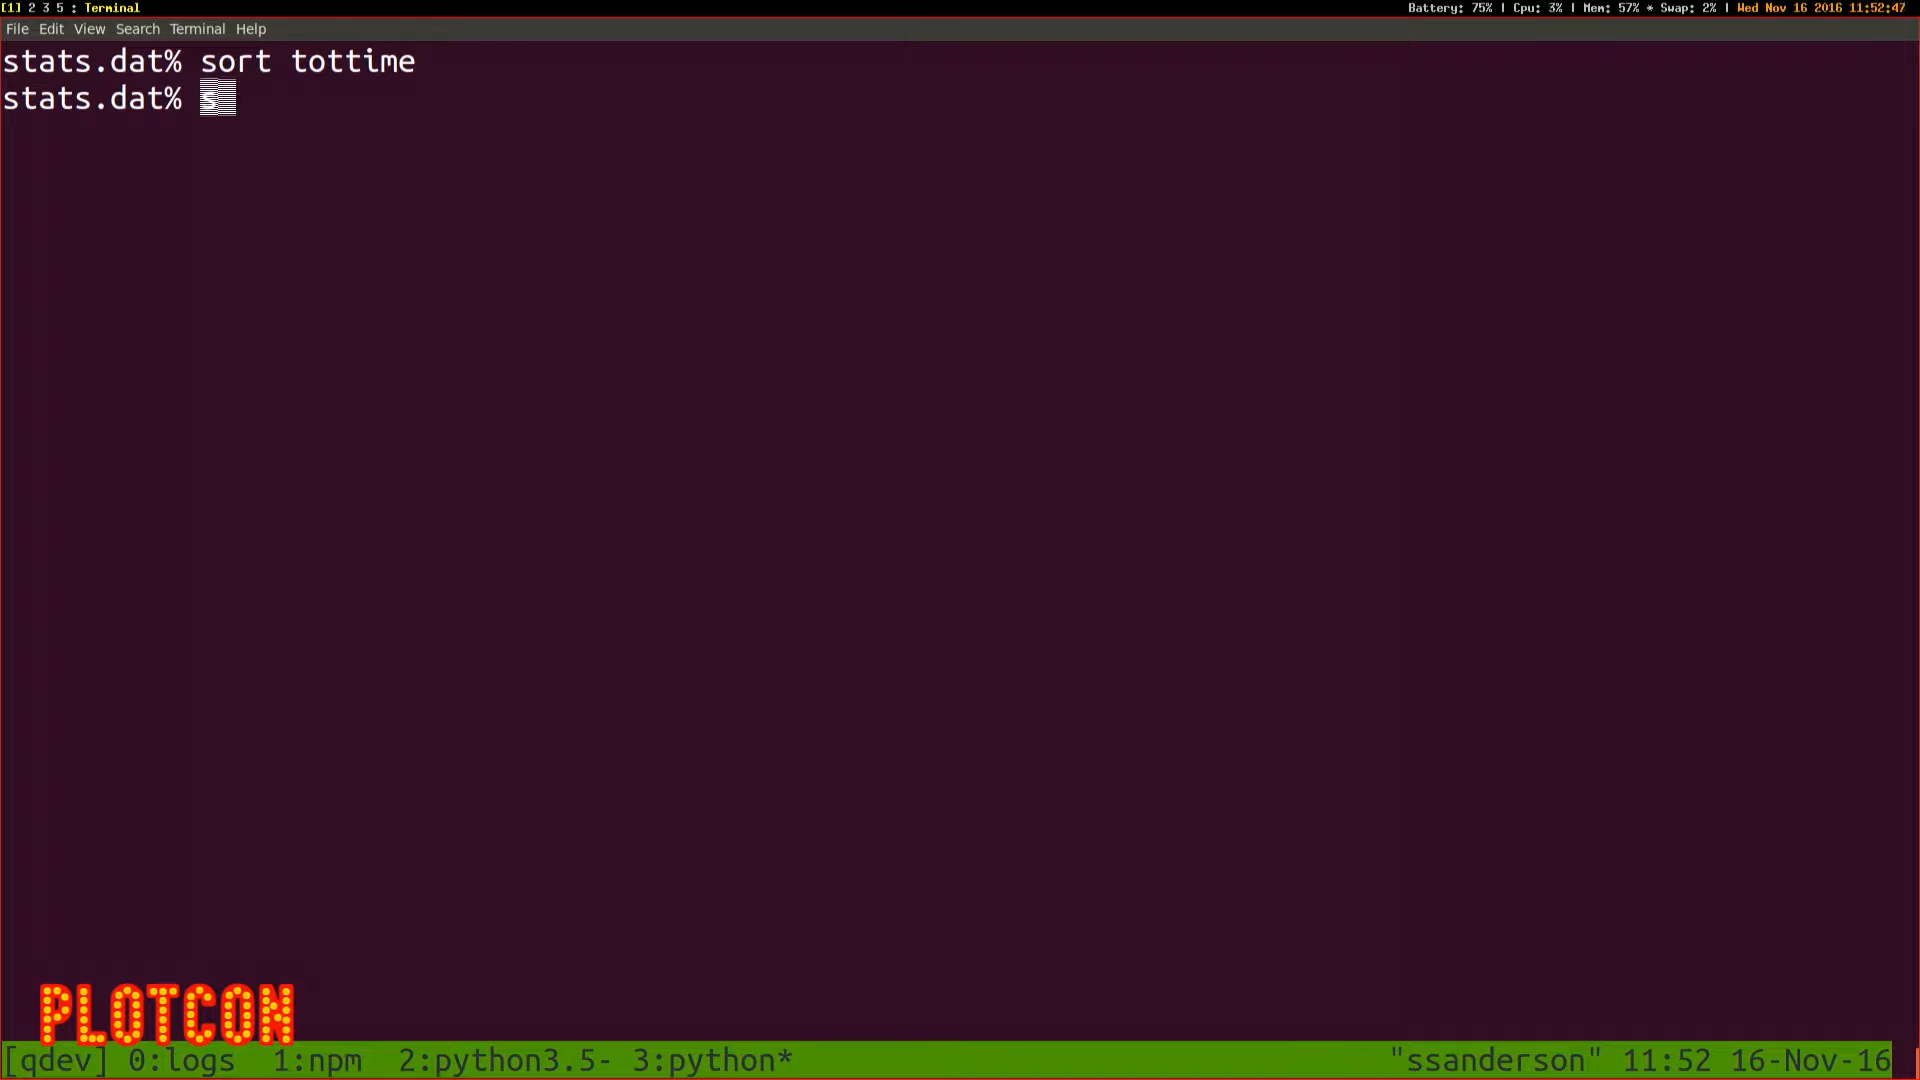 [1] 2 3 5 : Terminal
Battery: 75% | Cpu: 3% | Mem: 57% * Swap: 2% | Wed Nov 16 2016 11:52:47
File Edit View Search Terminal Help
stats.dat% sort tottime
stats.dat% s
PLOTCON
[qdev] 0:logs 1:npm 2:python3.5- 3:python* "ssanderson" 11:52 16-Nov-16